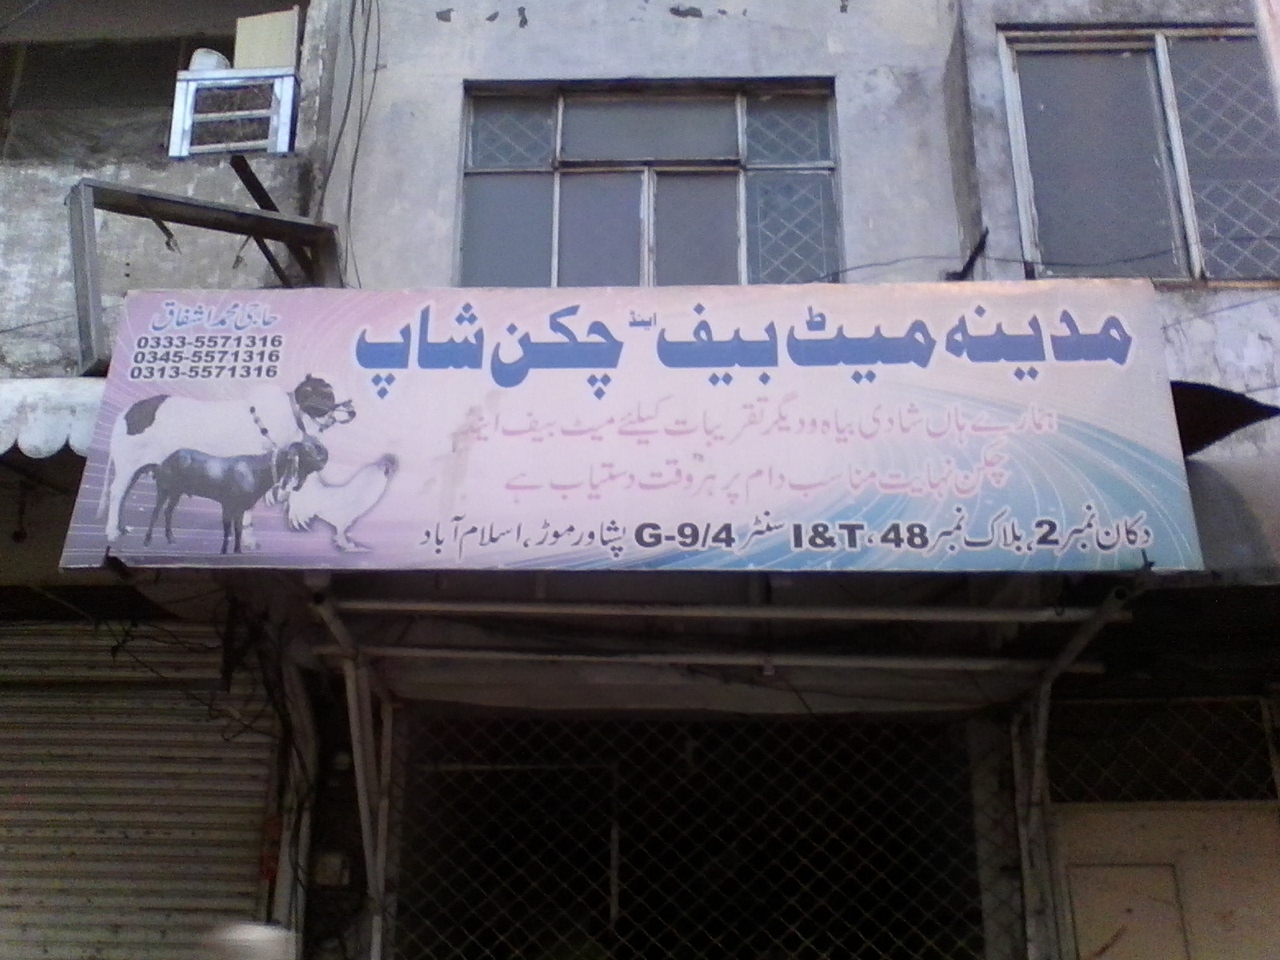 مدینہ میٹ بیف اینڈ چکن شاپ
حاجی محمد اشفاق
0333-5571316
0345-5571316
0313-5571316
ہمارے ہاں شادی بیاہ و دیگر تقریبات کیلئے میٹ بیف اینڈ
چکن نہایت مناسب دام پر ہر وقت دستیاب ہے
دکان نمبر 2، بلاک نمبر 48، I&T سنٹر G-9/4 پشاور موڑ، اسلام آباد